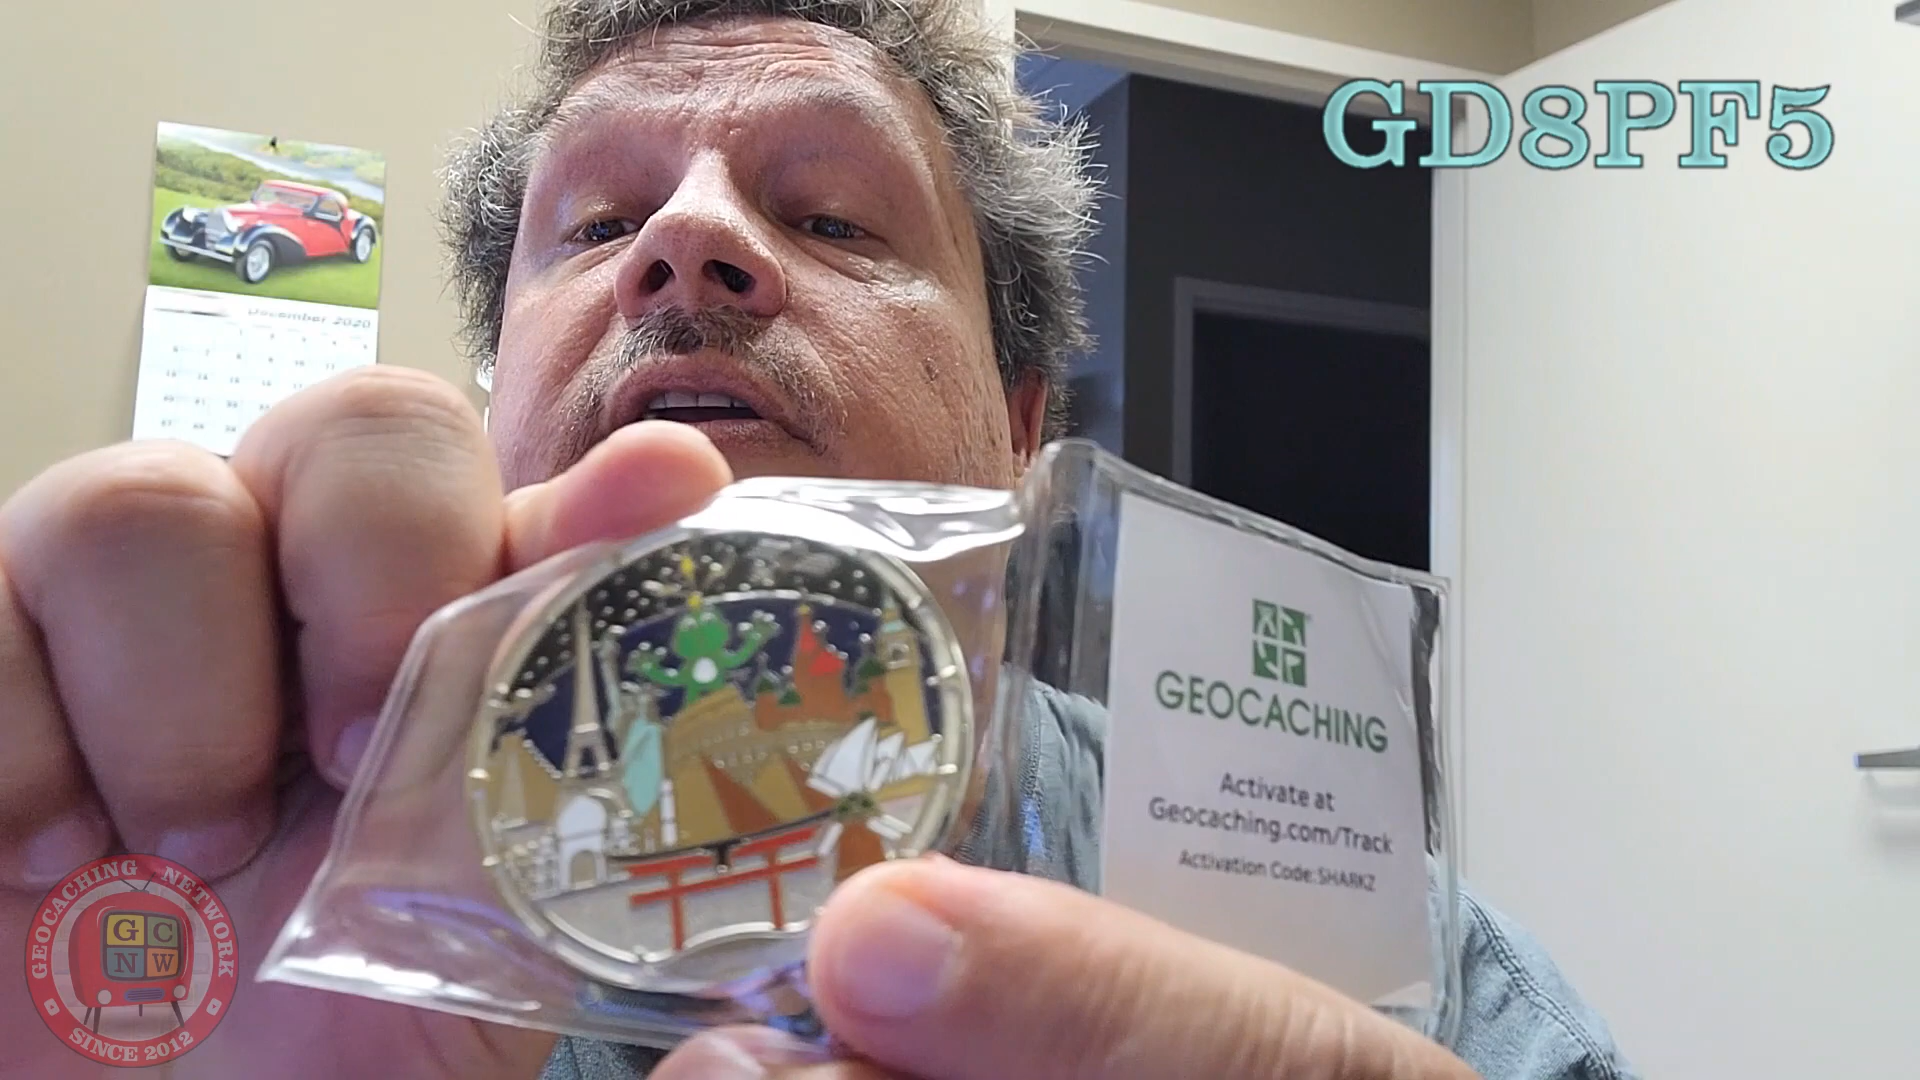 GD8PF5
December 2020
GEOCACHING
Activate at
Geocaching.com/Track
Activation Code:SHARKZ
GEOCACHING NETWORK
GC
NW
SINCE 2012